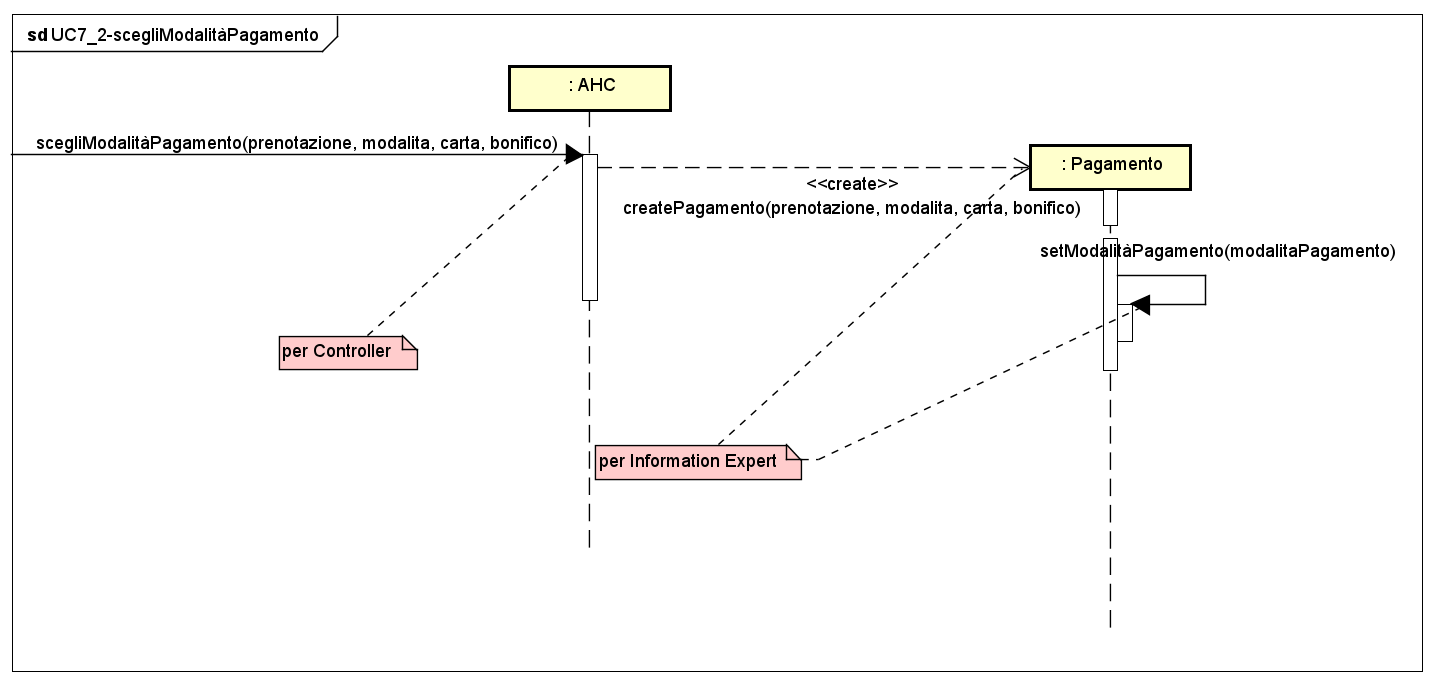 sd UC7_2-scegliModalitàPagamento
: AHC
scegliModalitàPagamento(prenotazione, modalita, carta, bonifico)
: Pagamento
<<create>>
createPagamento(prenotazione, modalita, carta, bonifico)
setModalitàPagamento(modalitaPagamento)
per Controller
per Information Expert